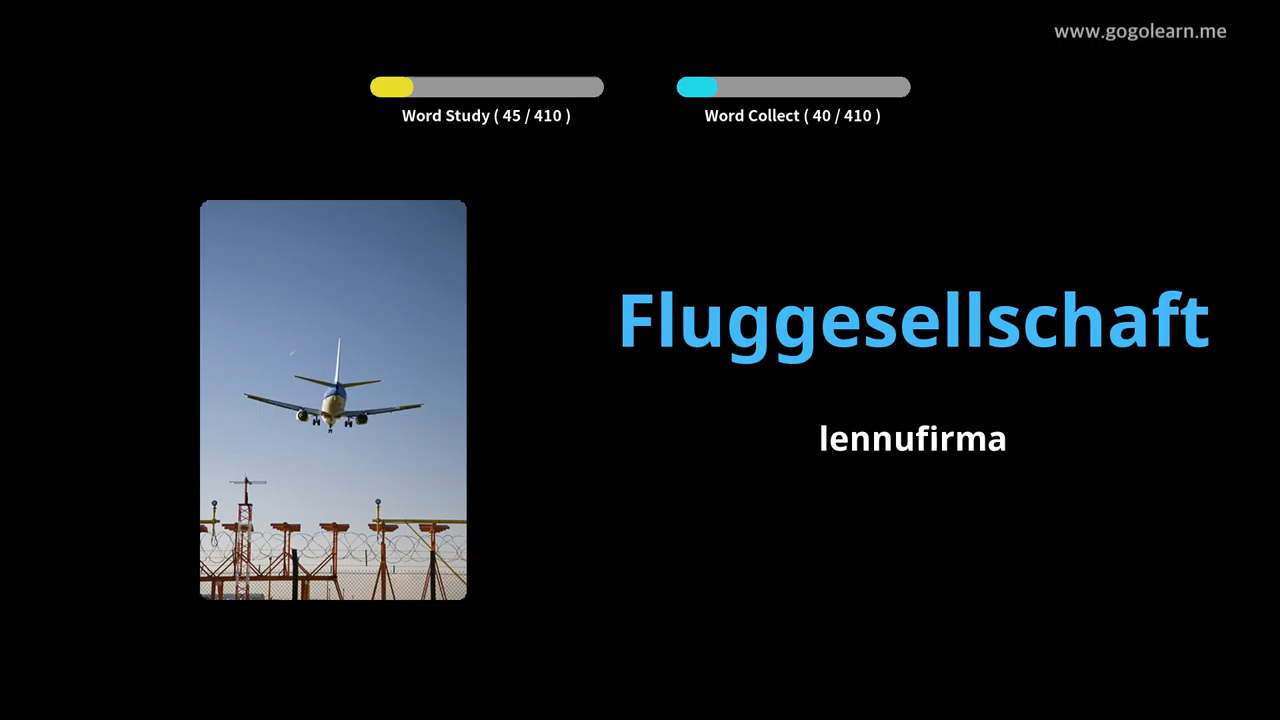 www.gogolearn.me
Word Study ( 45 / 410 )
Word Collect ( 40 / 410 )
Fluggesellschaft
lennufirma